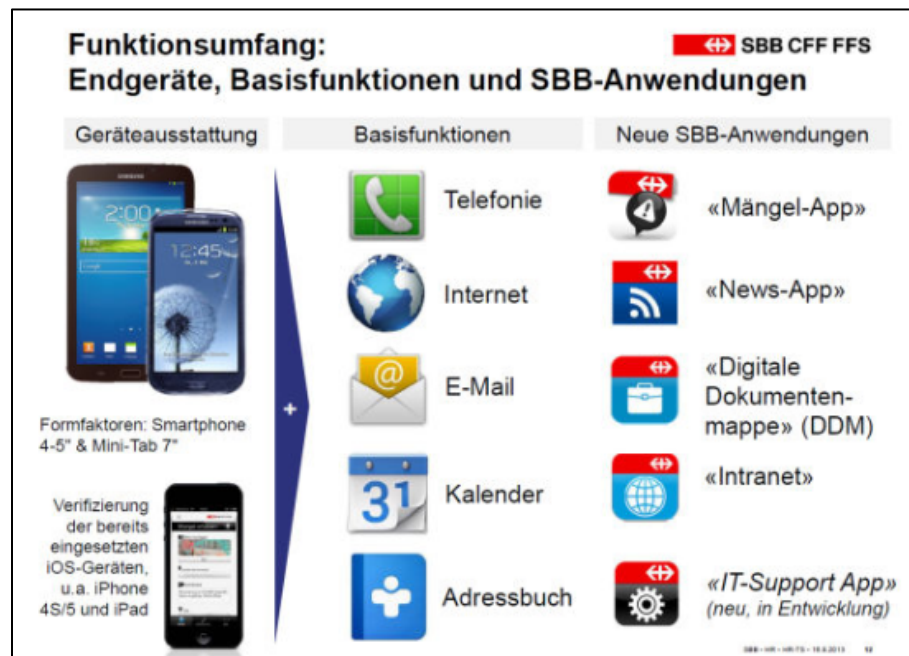 Funktionsumfang:
Endgeräte, Basisfunktionen und SBB-Anwendungen
SBB CFF FFS
Geräteausstattung
SAMSUNG
2:00
12:45
Formfaktoren: Smartphone
4-5" & Mini-Tab 7"
Verifizierung
der bereits
eingesetzten
iOS-Geräten,
u.a. iPhone
4S/5 und iPad
+
Basisfunktionen
Telefonie
Internet
@
E-Mail
31
Kalender
Adressbuch
Neue SBB-Anwendungen
«Mängel-App»
«News-App»
«Digitale
Dokumenten-
mappe» (DDM)
«Intranet»
«IT-Support App»
(neu, in Entwicklung)
12